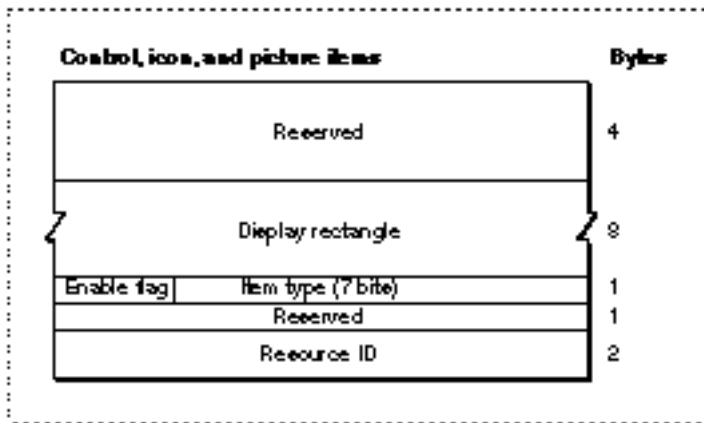 Control, icon, and picture items Bytes
Reserved 4
Display rectangle 8
Enable flag Item type (7 bits) 1
Reserved 1
Resource ID 2